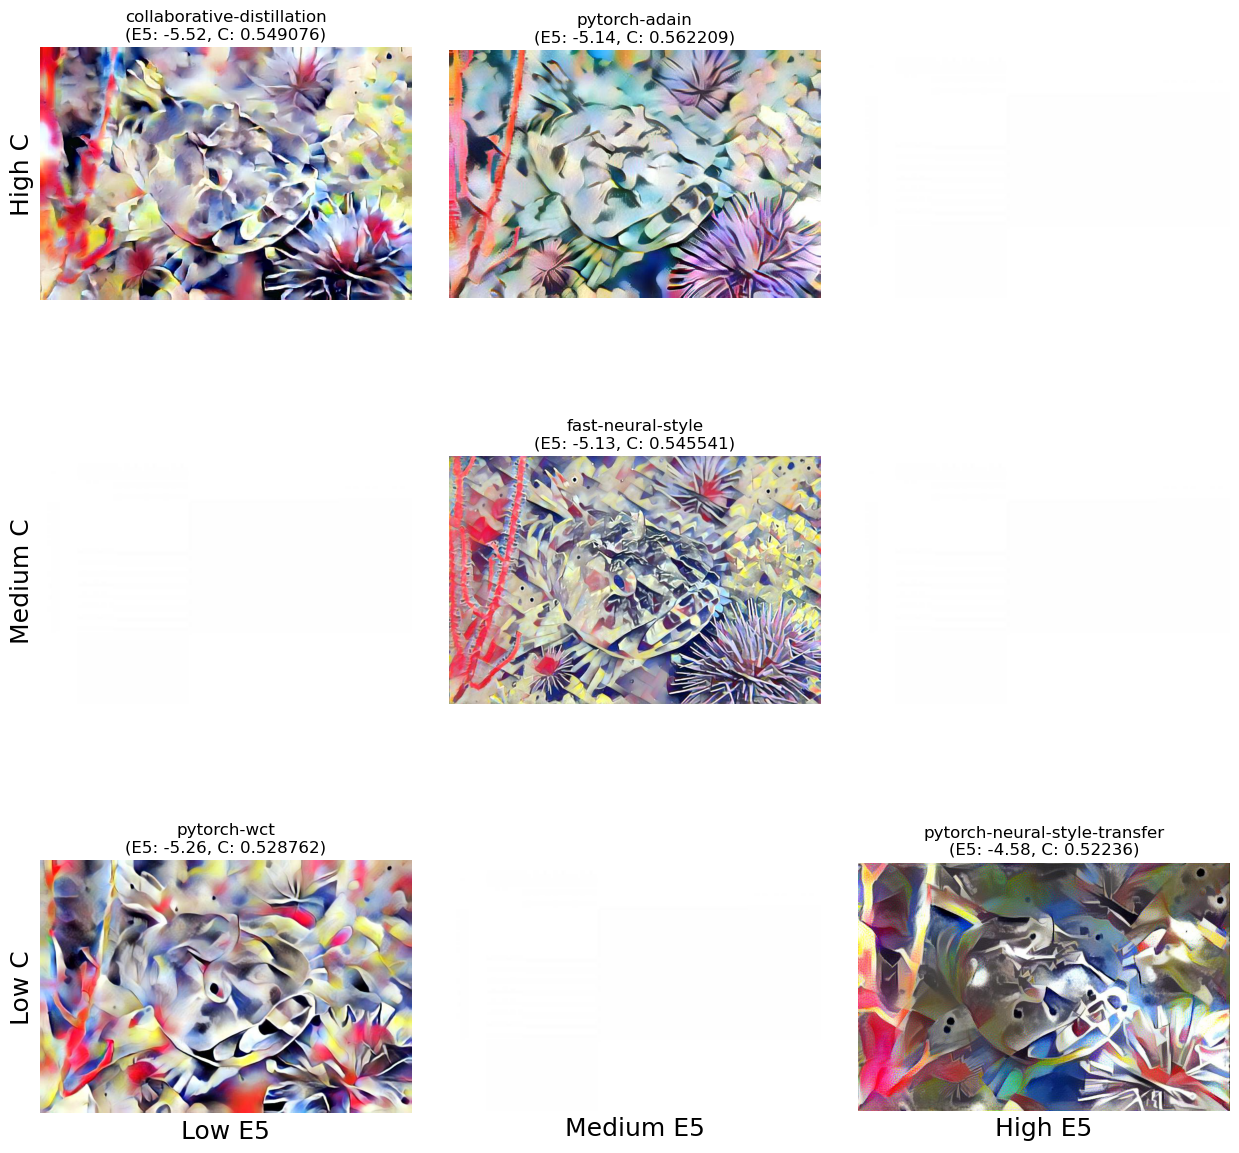 collaborative-distillation
(E5: -5.52, C: 0.549076)
pytorch-adain
(E5: -5.14, C: 0.562209)
High C
fast-neural-style
(E5: -5.13, C: 0.545541)
Medium C
pytorch-wct
(E5: -5.26, C: 0.528762)
pytorch-neural-style-transfer
(E5: -4.58, C: 0.52236)
Low C
Low E5
Medium E5
High E5